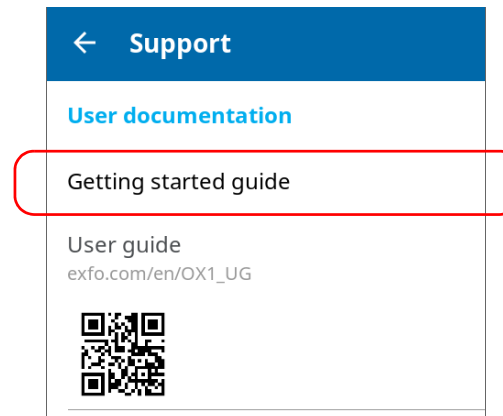 Support
User documentation
Getting started guide
User guide
exfo.com/en/OX1_UG